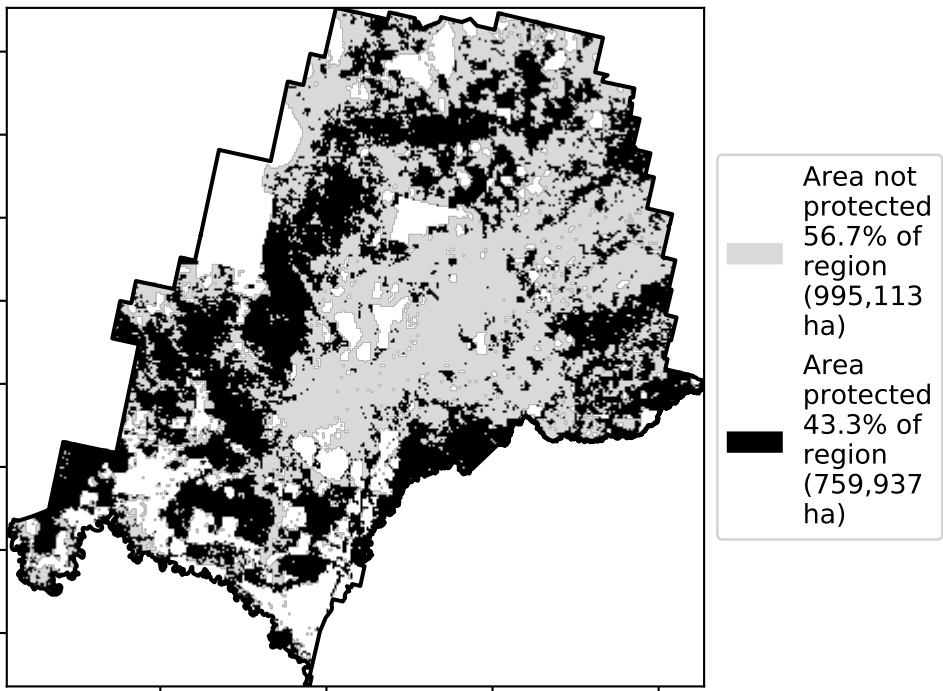 Area not
protected
56.7% of
region
(995,113
ha)
Area
protected
43.3% of
region
(759,937
ha)